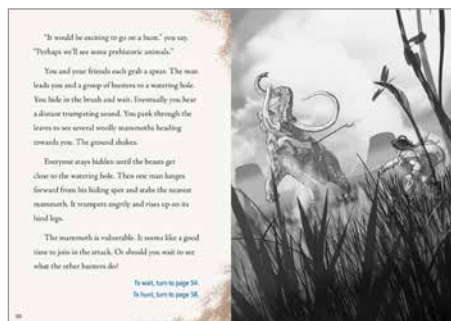 "It would be exciting to go on a hunt," you say.
"Perhaps we'll see some prehistoric animals."
You and your friends each grab a spear. The man
leads you and a group of hunters to a watering hole.
You hide in the brush and wait. Eventually you hear
a distant trumpeting sound. You peek through the
leaves to see several woolly mammoths heading
towards you. The ground shakes.
Everyone stays hidden until the beasts get
close to the watering hole. Then one man lunges
forward from his hiding spot and stabs the nearest
mammoth. It trumpets angrily and rises up on its
hind legs.
The mammoth is vulnerable. It seems like a good
time to join in the attack. Or should you wait to see
what the other hunters do?
To wait, turn to page 54.
To hunt, turn to page 58.